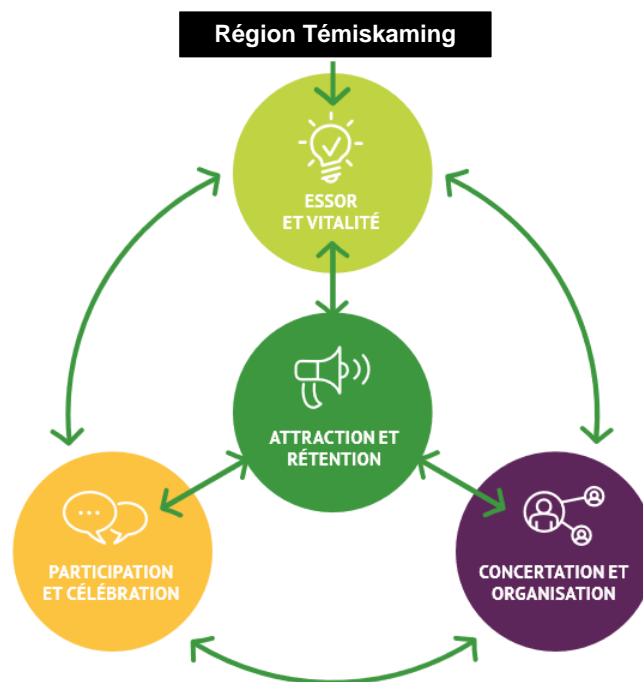 Région Témiskaming
ESSOR
ET VITALITÉ
ATTRACTION ET
RÉTENTION
PARTICIPATION
ET CÉLÉBRATION
CONCERTATION ET
ORGANISATION